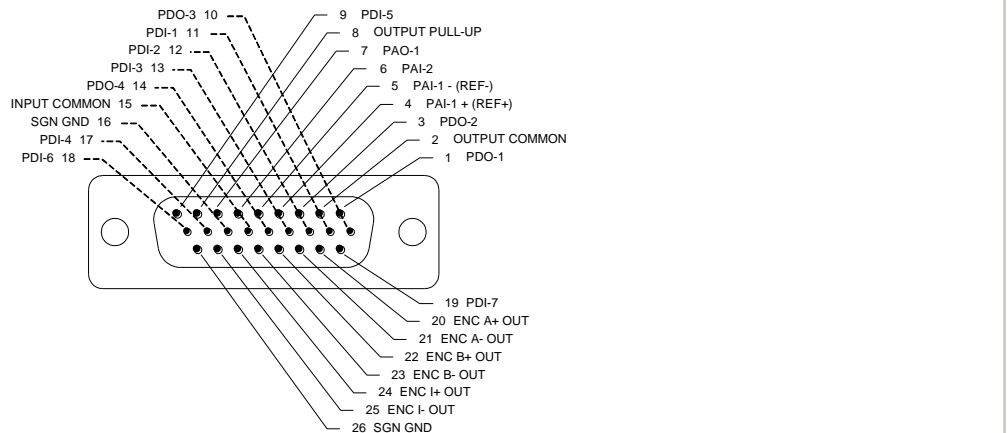 PDO-3 10
PDI-1 11
PDI-2 12
PDI-3 13
PDO-4 14
INPUT COMMON 15
SGN GND 16
PDI-4 17
PDI-6 18
9 PDI-5
8 OUTPUT PULL-UP
7 PAO-1
6 PAI-2
5 PAI-1 - (REF-)
4 PAI-1 + (REF+)
3 PDO-2
2 OUTPUT COMMON
1 PDO-1
19 PDI-7
20 ENC A+ OUT
21 ENC A- OUT
22 ENC B+ OUT
23 ENC B- OUT
24 ENC I+ OUT
25 ENC I- OUT
26 SGN GND